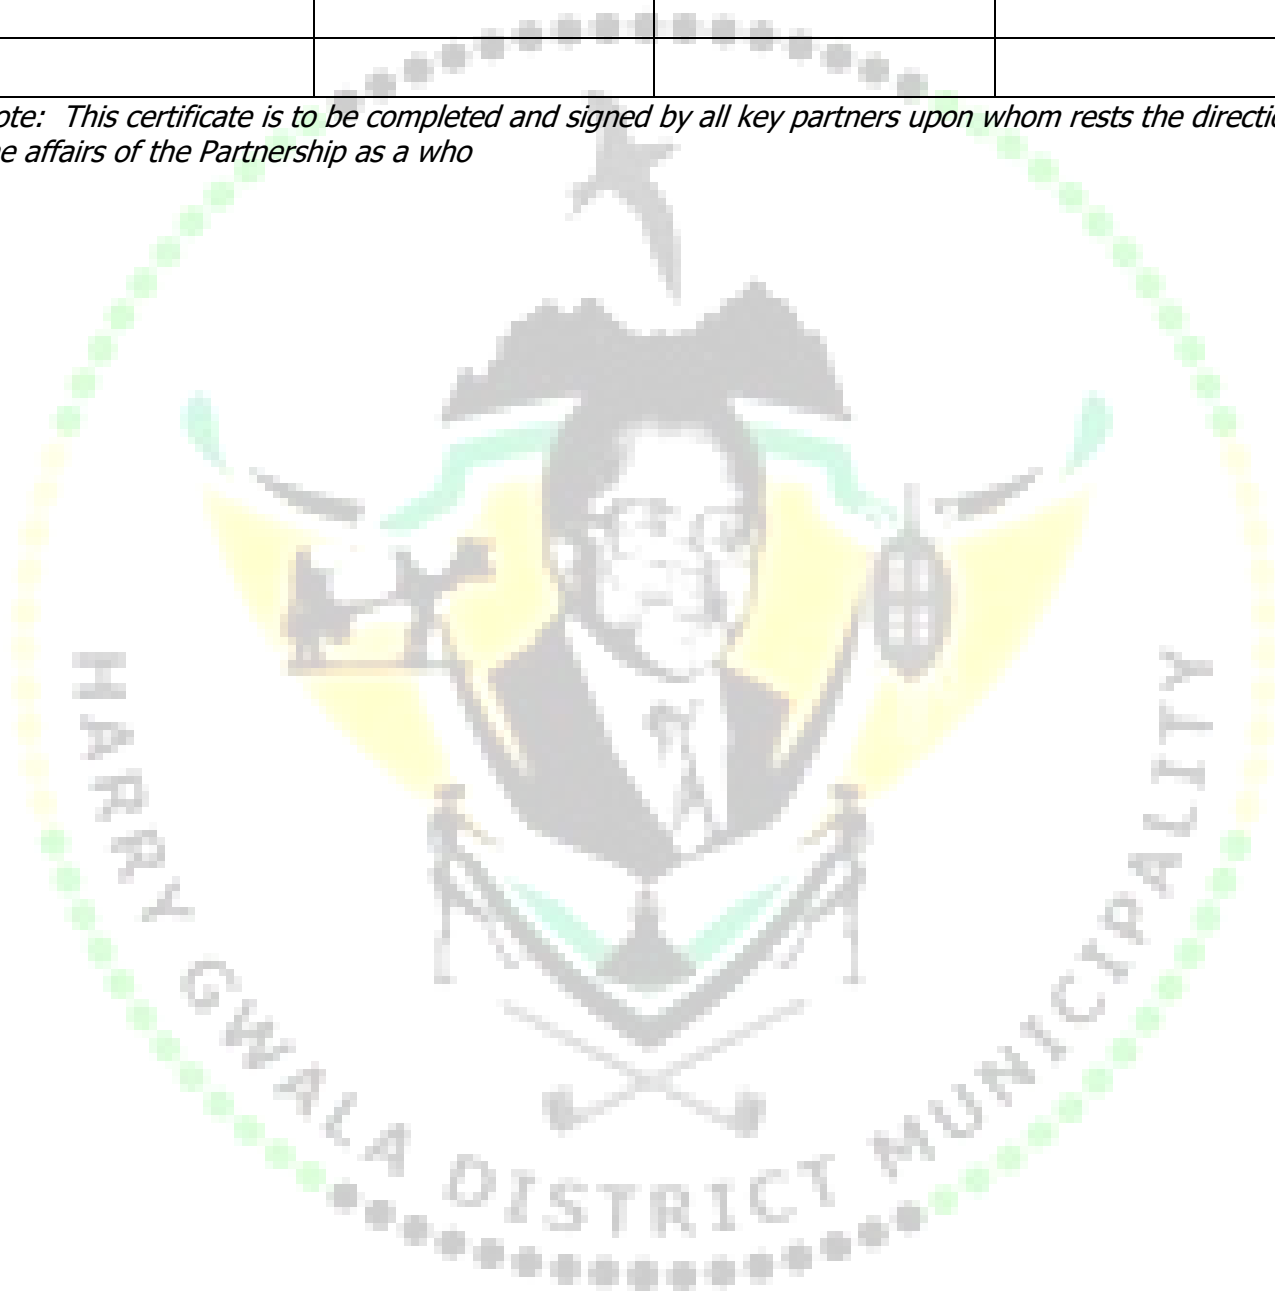 ote: This certificate is to be completed and signed by all key partners upon whom rests the directio
e affairs of the Partnership as a who
HARRY GWALA DISTRICT MUNICIPALITY